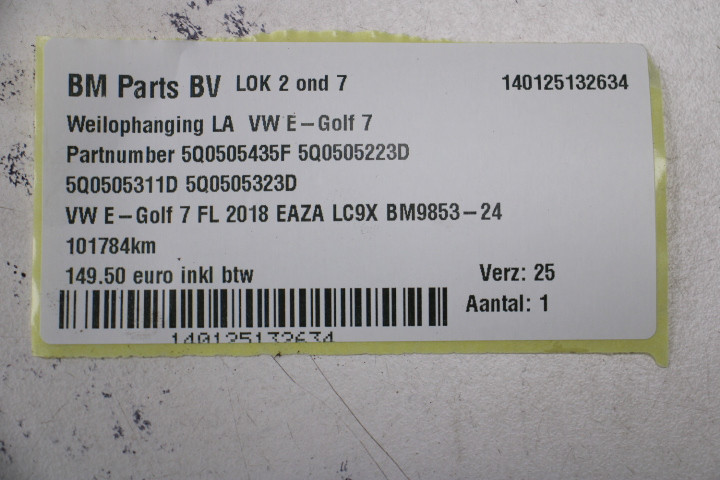 BM Parts BV LOK 2 ond 7 140125132634
Weilophanging LA VW E-Golf 7
Partnumber 5Q0505435F 5Q0505223D
5Q0505311D 5Q0505323D
VW E-Golf 7 FL 2018 EAZA LC9X BM9853-24
101784km
149.50 euro inkl btw Verz: 25
Aantal: 1
140125132634